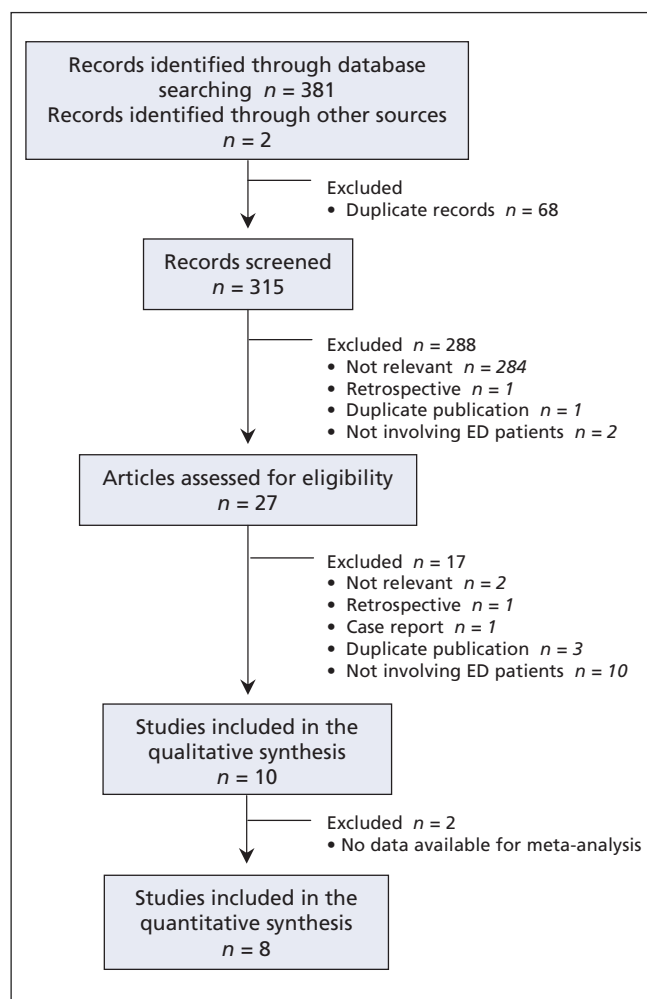 Records identified through database
searching n = 381
Records identified through other sources
n = 2
Excluded
• Duplicate records n = 68
Records screened
n = 315
Excluded n = 288
• Not relevant n = 284
• Retrospective n = 1
• Duplicate publication n = 1
• Not involving ED patients n = 2
Articles assessed for eligibility
n = 27
Excluded n = 17
• Not relevant n = 2
• Retrospective n = 1
• Case report n = 1
• Duplicate publication n = 3
• Not involving ED patients n = 10
Studies included in the
qualitative synthesis
n = 10
Excluded n = 2
• No data available for meta-analysis
Studies included in the
quantitative synthesis
n = 8